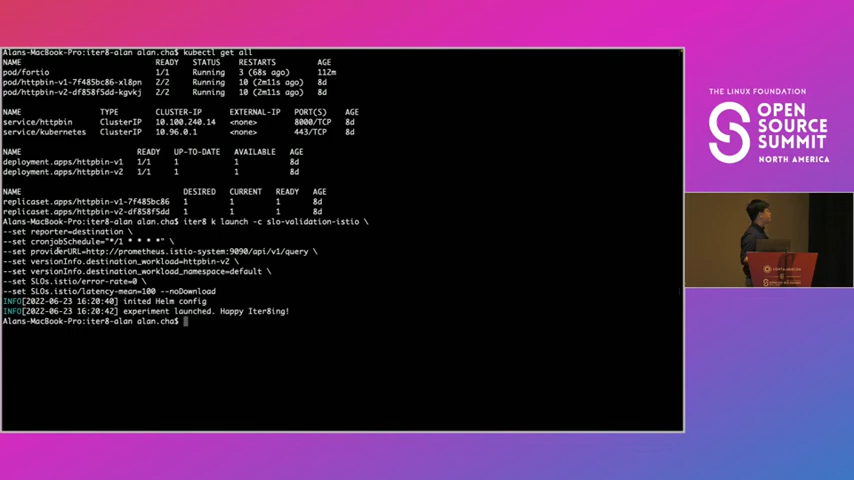 Alans-MacBook-Pro:iter8-alan alan.cha$ kubectl get all
NAME READY STATUS RESTARTS AGE
pod/fortio 1/1 Running 3 (68s ago) 112m
pod/httpbin-v1-7f485bc86-xl8pn 2/2 Running 10 (2m11s ago) 8d
pod/httpbin-v2-df858f5dd-kgvkj 2/2 Running 10 (2m11s ago) 8d
NAME TYPE CLUSTER-IP EXTERNAL-IP PORT(S) AGE
service/httpbin ClusterIP 10.100.240.14 <none> 8000/TCP 8d
service/kubernetes ClusterIP 10.96.0.1 <none> 443/TCP 8d
NAME READY UP-TO-DATE AVAILABLE AGE
deployment.apps/httpbin-v1 1/1 1 1 8d
deployment.apps/httpbin-v2 1/1 1 1 8d
NAME DESIRED CURRENT READY AGE
replicaset.apps/httpbin-v1-7f485bc86 1 1 1 8d
replicaset.apps/httpbin-v2-df858f5dd 1 1 1 8d
Alans-MacBook-Pro:iter8-alan alan.cha$ iter8 k launch -c slo-validation-istio \
--set reporter=destination \
--set cronjobSchedule="*/1 * * * *" \
--set providerURL=http://prometheus.istio-system:9090/api/v1/query \
--set versionInfo.destination_workload=httpbin-v2 \
--set versionInfo.destination_workload_namespace=default \
--set SLOs.istio/error-rate=0 \
--set SLOs.istio/latency-mean=100 --noDownload
INFO[2022-06-23 16:20:40] inited Helm config
INFO[2022-06-23 16:20:42] experiment launched. Happy Iter8ing!
Alans-MacBook-Pro:iter8-alan alan.cha$
THE LINUX FOUNDATION
OPEN
SOURCE
SUMMIT
NORTH AMERICA